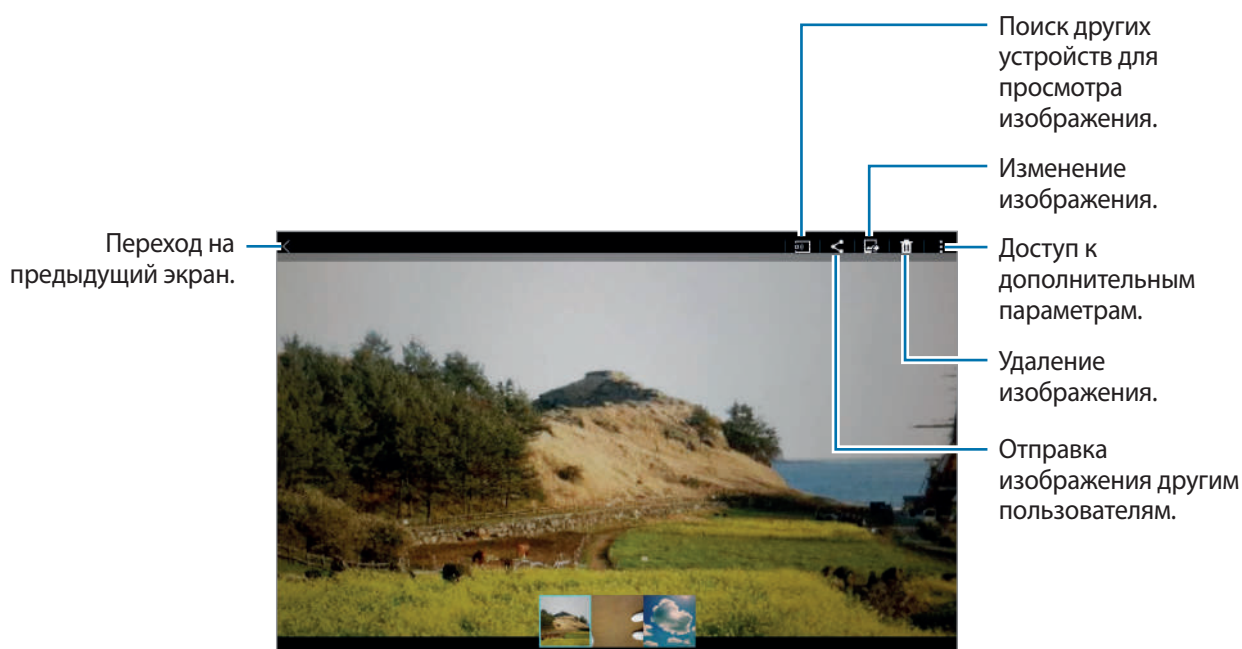 Поиск других
устройств для
просмотра
изображения.
Изменение
изображения.
Переход на
предыдущий экран.
Доступ к
дополнительным
параметрам.
Удаление
изображения.
Отправка
изображения другим
пользователям.